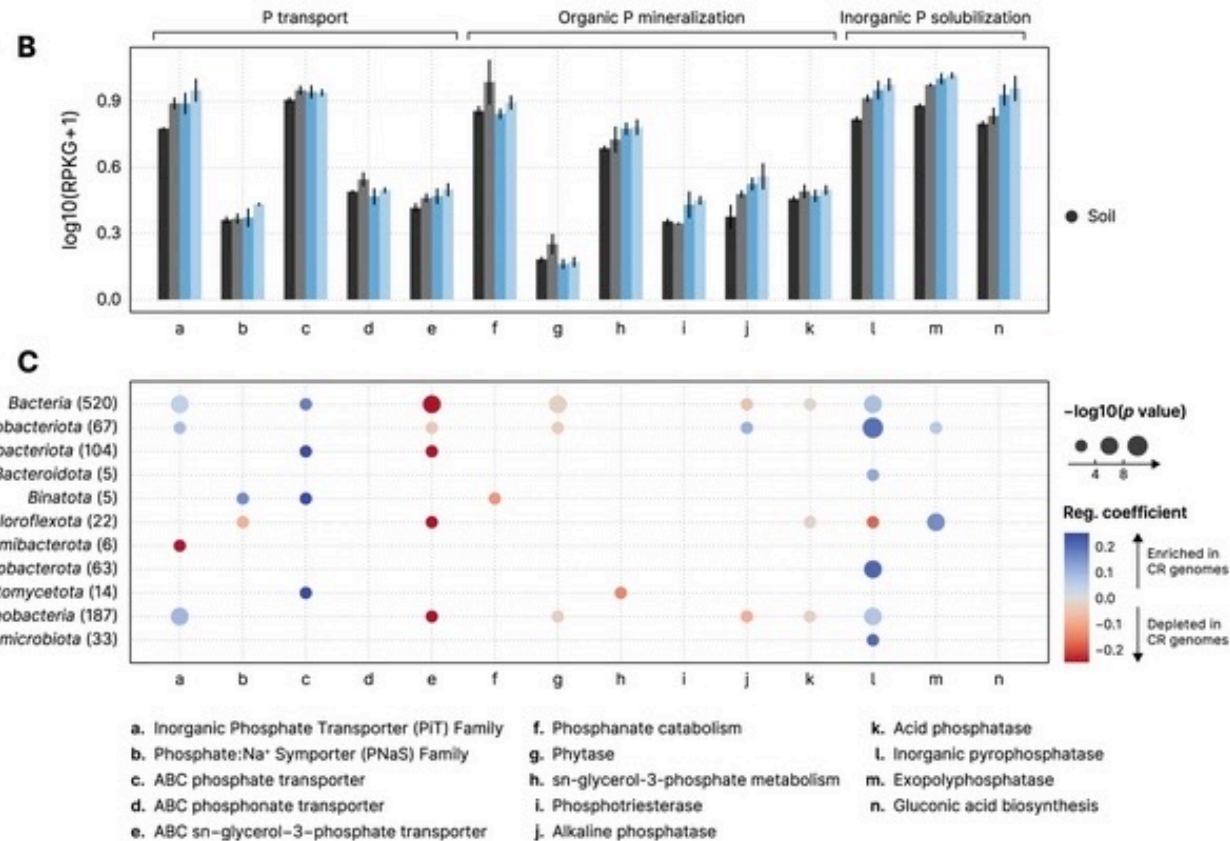 P transport
Organic P mineralization
Inorganic P solubilization
B
log10(RPKG+1)
0.9
0.6
0.3
0.0
a b c d e f g h i j k l m n
Soil
C
Bacteria (520)
obacteriota (67)
bacteriota (104)
Bacteroidota (5)
Binatota (5)
loroflexota (22)
mibacterota (6)
obacterota (63)
tomycetota (14)
eobacteria (187)
microbiota (33)
a b c d e f g h i j k l m n
−log10(p value)
4 8
Reg. coefficient
0.2
0.1
0.0
−0.1
−0.2
Enriched in
CR genomes
Depleted in
CR genomes
a. Inorganic Phosphate Transporter (PiT) Family
b. Phosphate:Na⁺ Symporter (PNaS) Family
c. ABC phosphate transporter
d. ABC phosphonate transporter
e. ABC sn−glycerol−3−phosphate transporter
f. Phosphanate catabolism
g. Phytase
h. sn-glycerol-3-phosphate metabolism
i. Phosphotriesterase
j. Alkaline phosphatase
k. Acid phosphatase
l. Inorganic pyrophosphatase
m. Exopolyphosphatase
n. Gluconic acid biosynthesis